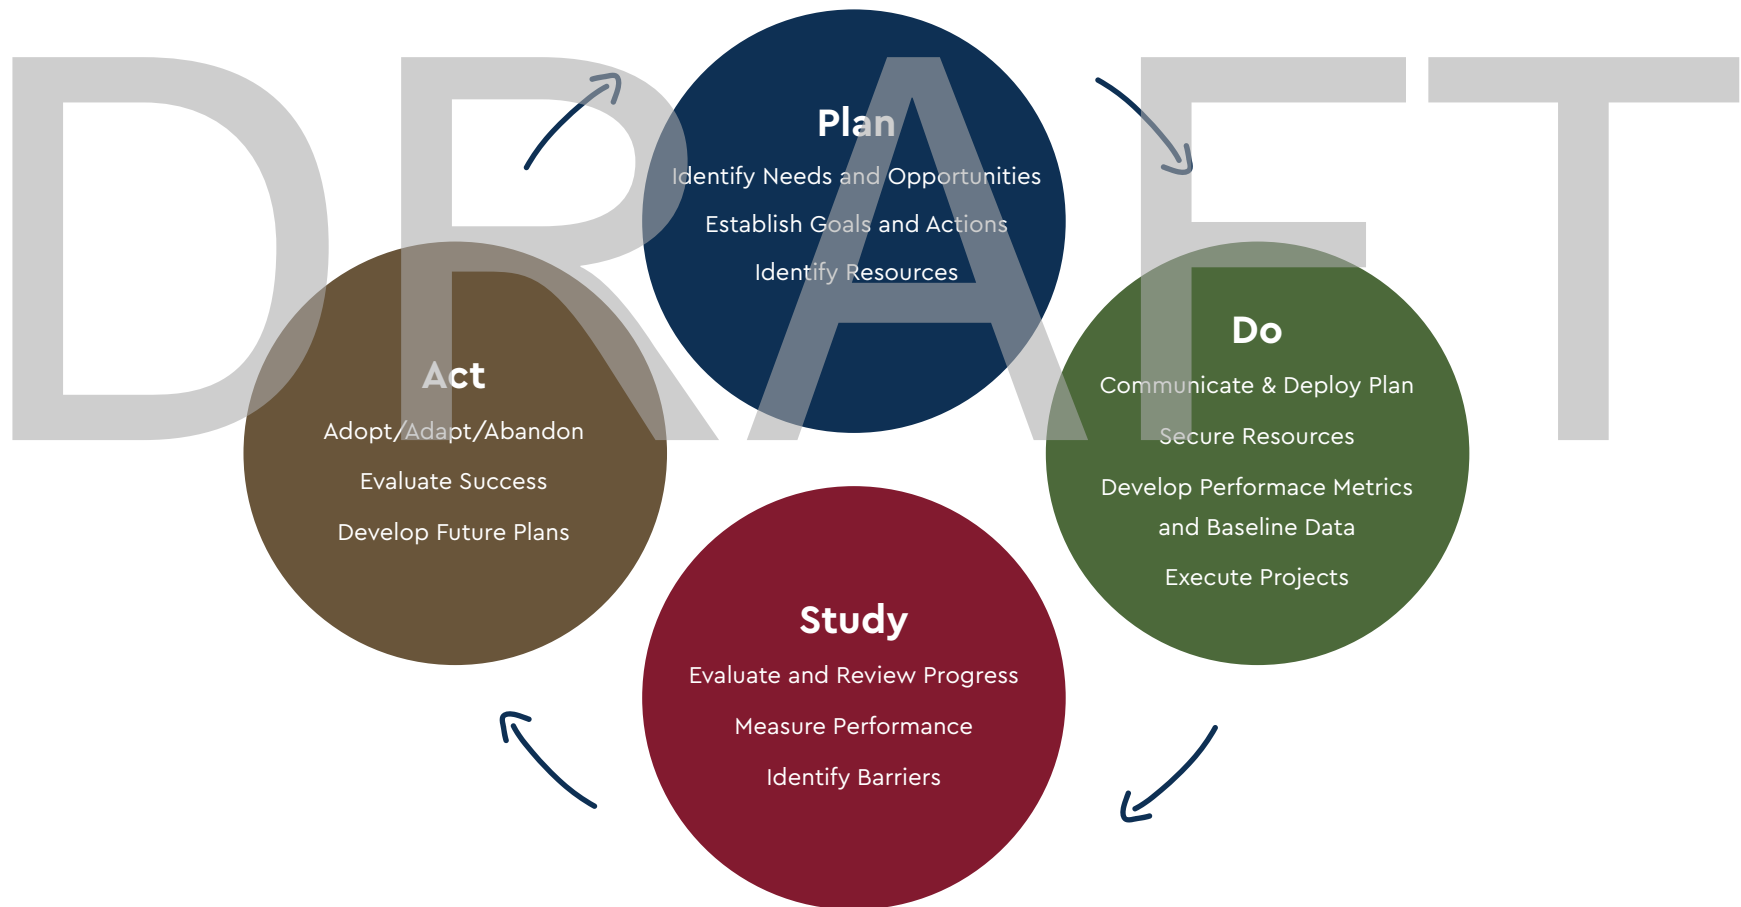 DRAFT
Plan
Identify Needs and Opportunities
Establish Goals and Actions
Identify Resources
Do
Communicate & Deploy Plan
Secure Resources
Develop Performace Metrics
and Baseline Data
Execute Projects
Study
Evaluate and Review Progress
Measure Performance
Identify Barriers
Act
Adopt/Adapt/Abandon
Evaluate Success
Develop Future Plans